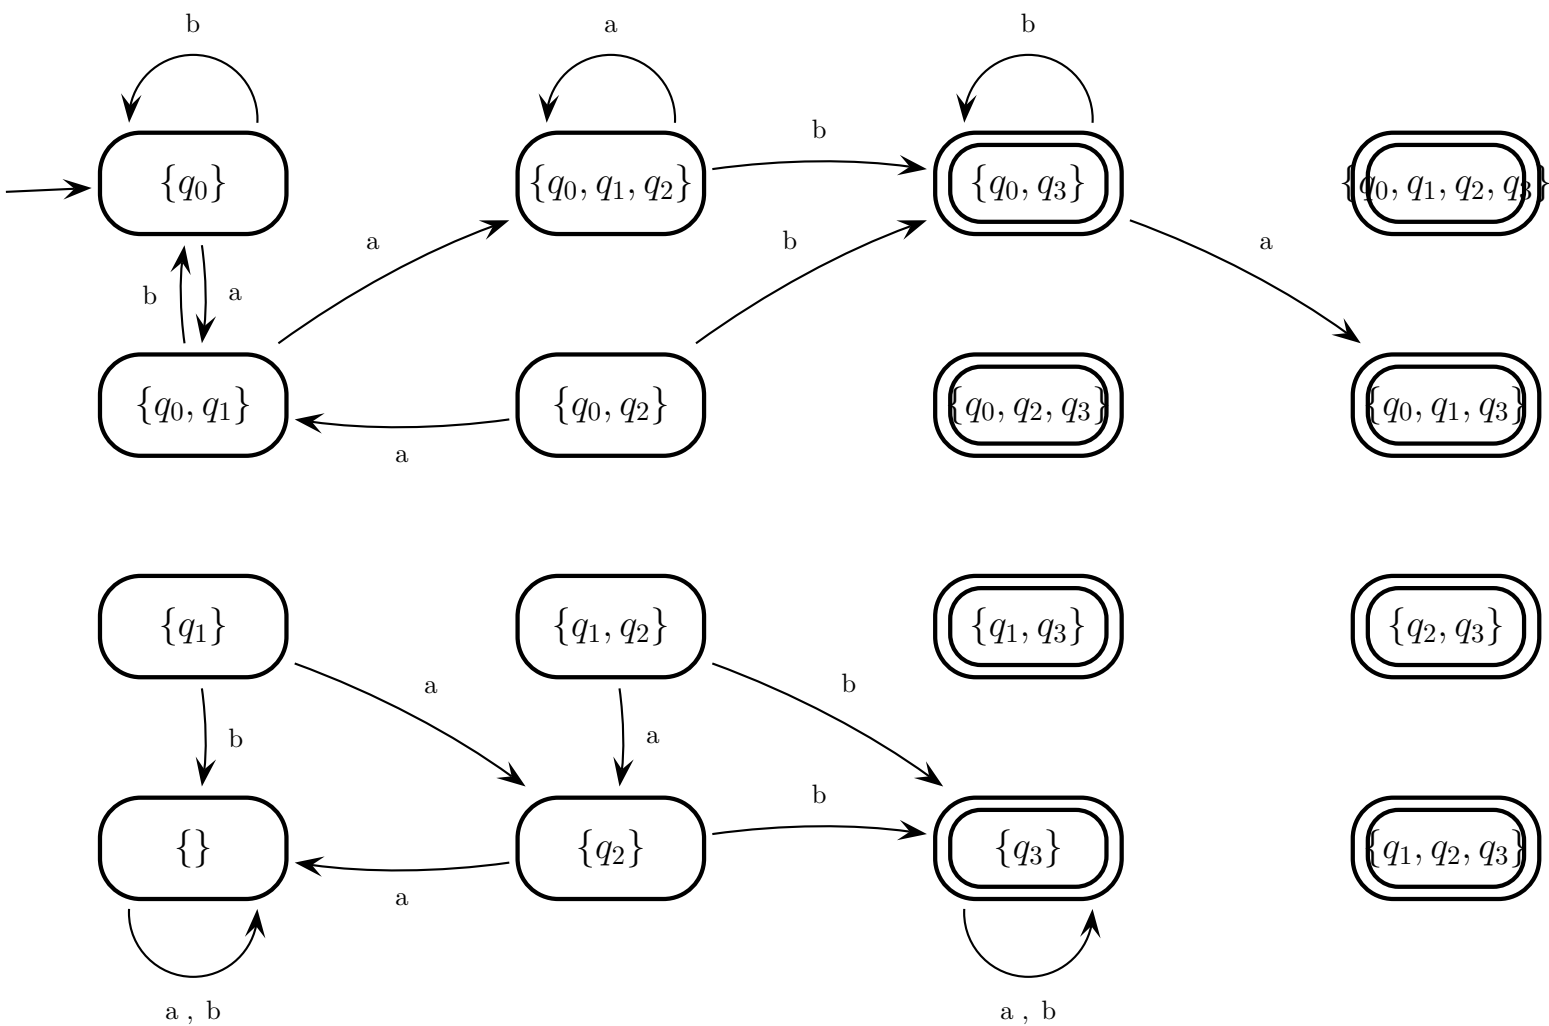 b a b
b
{q₀} {q₀, q₁, q₂} {q₀, q₃} {q₀, q₁, q₂, q₃}
a b a
b a
{q₀, q₁} {q₀, q₂} {q₀, q₂, q₃} {q₀, q₁, q₃}
a
{q₁} {q₁, q₂} {q₁, q₃} {q₂, q₃}
a b
b a
b
{} {q₂} {q₃} {q₁, q₂, q₃}
a
a , b a , b